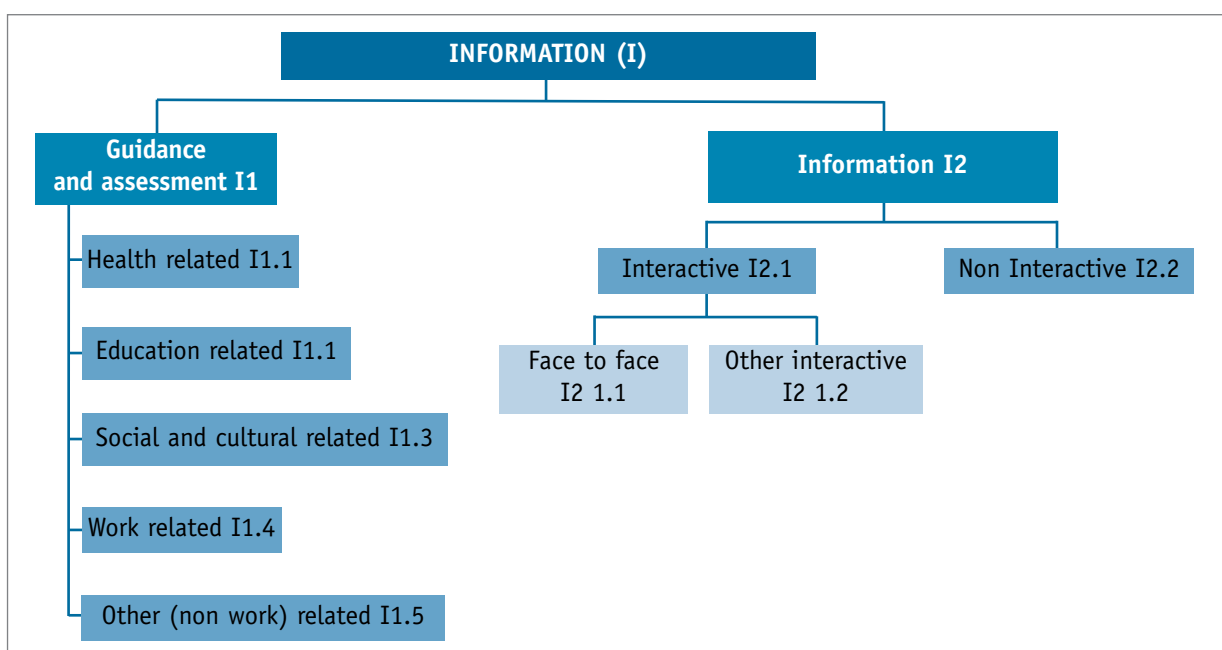 INFORMATION (I)
Guidance
and assessment I1
Health related I1.1
Education related I1.1
Social and cultural related I1.3
Work related I1.4
Other (non work) related I1.5
Information I2
Interactive I2.1
Non Interactive I2.2
Face to face
I2 1.1
Other interactive
I2 1.2